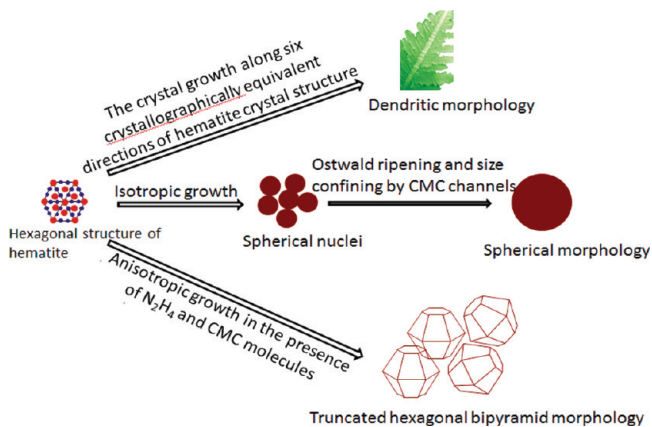 The crystal growth along six
crystallographically equivalent
directions of hematite crystal structure
Dendritic morphology
Isotropic growth
Ostwald ripening and size
confining by CMC channels
Hexagonal structure of
hematite
Spherical nuclei
Spherical morphology
Anisotropic growth in the presence
of N₂H₄ and CMC molecules
Truncated hexagonal bipyramid morphology